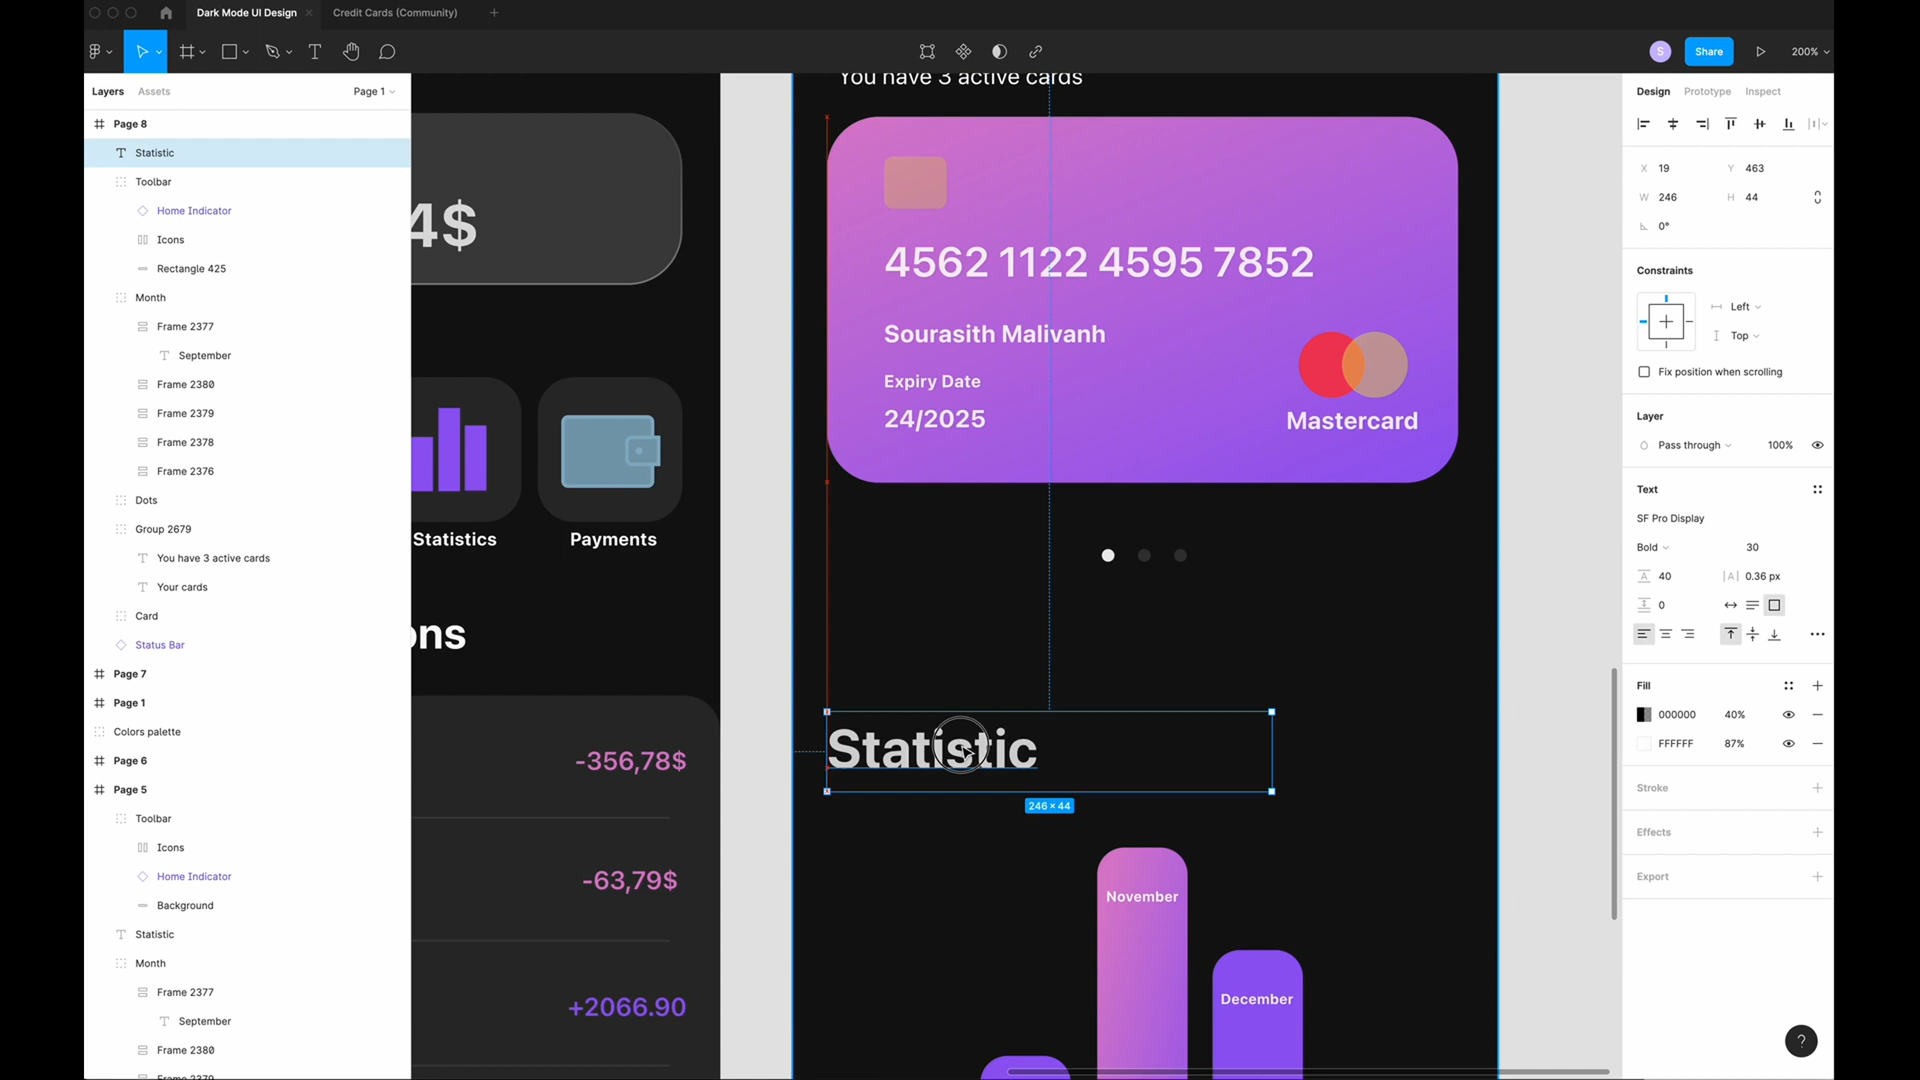 Dark Mode UI Design
Credit Cards (Community)
S
Share
200%
Layers
Assets
Page 1
Page 8
Statistic
Toolbar
Home Indicator
Icons
Rectangle 425
Month
Frame 2377
September
Frame 2380
Frame 2379
Frame 2378
Frame 2376
Dots
Group 2679
You have 3 active cards
Your cards
Card
Status Bar
Page 7
Page 1
Colors palette
Page 6
Page 5
Toolbar
Icons
Home Indicator
Background
Statistic
Month
Frame 2377
September
Frame 2380
Frame 2379
4$
Statistics
Payments
ons
-356,78$
-63,79$
+2066.90
You have 3 active cards
4562 1122 4595 7852
Sourasith Malivanh
Expiry Date
24/2025
Mastercard
Statistic
246 × 44
November
December
Design
Prototype
Inspect
X 19
Y 463
W 246
H 44
0°
Constraints
Left
Top
Fix position when scrolling
Layer
Pass through
100%
Text
SF Pro Display
Bold
30
40
0.36 px
0
Fill
000000
40%
FFFFFF
87%
Stroke
Effects
Export
?